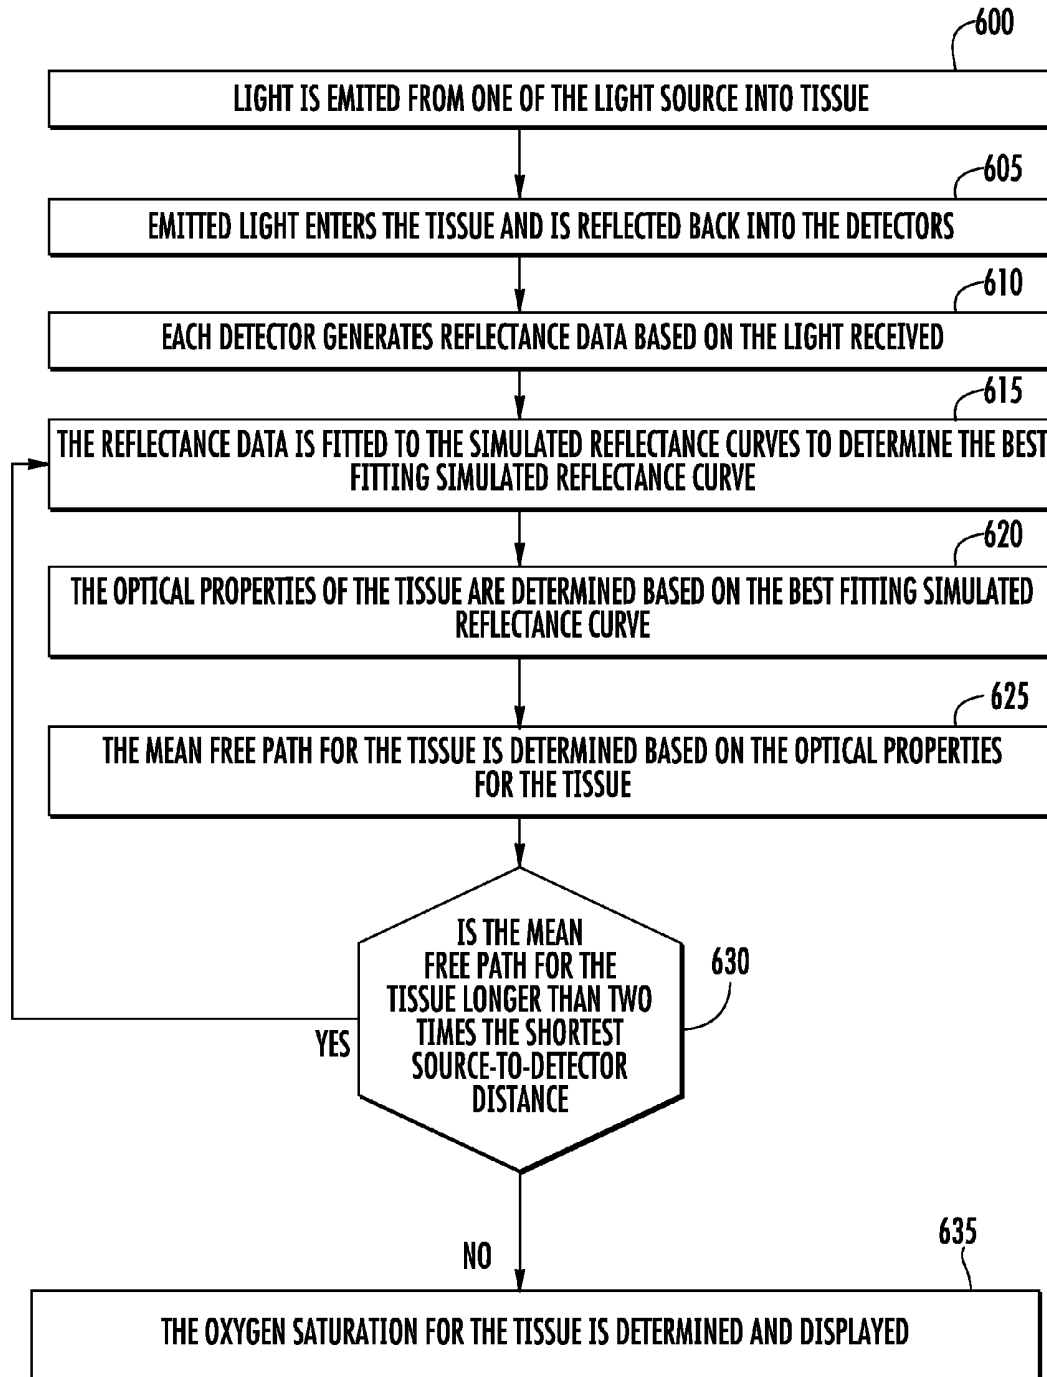 600
LIGHT IS EMITED FROM ONE OF THE LIGHT SOURCE INTO TISSUE
605
EMITTED LIGHT ENTERS THE TISSUE AND IS REFLECTED BACK INTO THE DETECTORS
610
EACH DETECTOR GENERATES REFLECTANCE DATA BASED ON THE LIGHT RECEIVED
615
THE REFLECTANCE DATA IS FITTED TO THE SIMULATED REFLECTANCE CURVES TO DETERMINE THE BEST
FITTING SIMULATED REFLECTANCE CURVE
620
THE OPTICAL PROPERTIES OF THE TISSUE ARE DETERMINED BASED ON THE BEST FITTING SIMULATED
REFLECTANCE CURVE
625
THE MEAN FREE PATH FOR THE TISSUE IS DETERMINED BASED ON THE OPTICAL PROPERTIES
FOR THE TISSUE
IS THE MEAN
FREE PATH FOR THE
TISSUE LONGER THAN TWO
TIMES THE SHORTEST
SOURCE-TO-DETECTOR
DISTANCE
630
YES
NO
635
THE OXYGEN SATURATION FOR THE TISSUE IS DETERMINED AND DISPLAYED